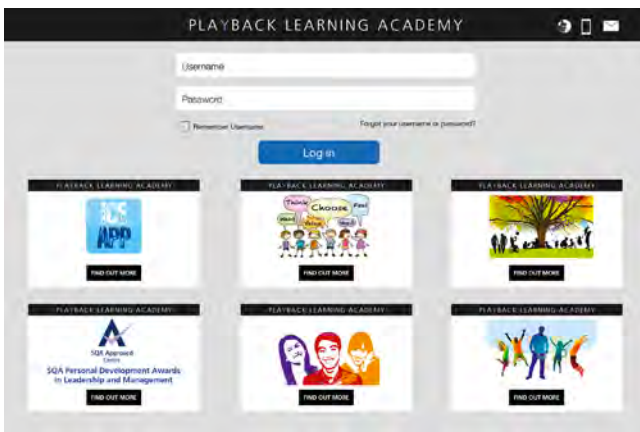 PLAYBACK LEARNING ACADEMY
Username
Password
Remember Username
Forgot your username or password?
Log in
PLAYBACK LEARNING ACADEMY
PLAYBACK LEARNING ACADEMY
PLAYBACK LEARNING ACADEMY
ICS
APP
Think
Choose
Feel
Want
FIND OUT MORE
FIND OUT MORE
FIND OUT MORE
PLAYBACK LEARNING ACADEMY
PLAYBACK LEARNING ACADEMY
PLAYBACK LEARNING ACADEMY
SQA Approved
Centre
SQA Personal Development Awards
in Leadership and Management
FIND OUT MORE
FIND OUT MORE
FIND OUT MORE